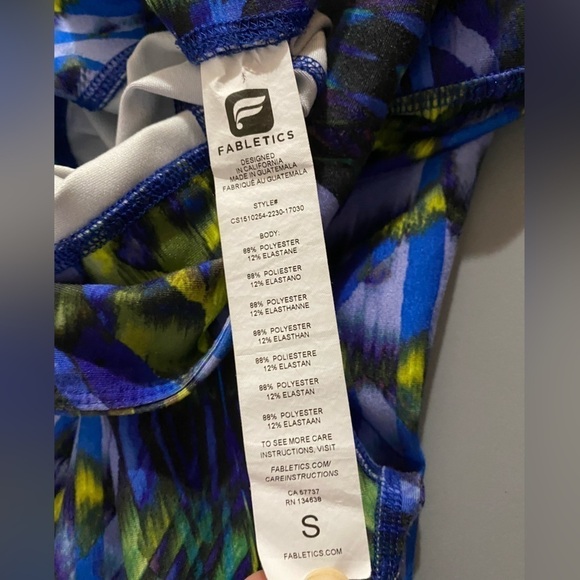 FABLETICS
DESIGNED
IN CALIFORNIA
MADE IN GUATEMALA
FABRIQUÉ AU GUATEMALA
STYLE#
CS1510254-2230-17030
BODY:
88% POLYESTER
12% ELASTANE
88% POLIESTER
12% ELASTANO
88% POLYESTER
12% ELASTHANNE
88% POLYESTER
12% ELASTHAN
88% POLIESTERE
12% ELASTAN
88% POLYESTER
12% ELASTAN
88% POLYESTER
12% ELASTAAN
TO SEE MORE CARE
INSTRUCTIONS, VISIT
FABLETICS.COM/
CAREINSTRUCTIONS
CA 57737
RN 134638
S
FABLETICS.COM